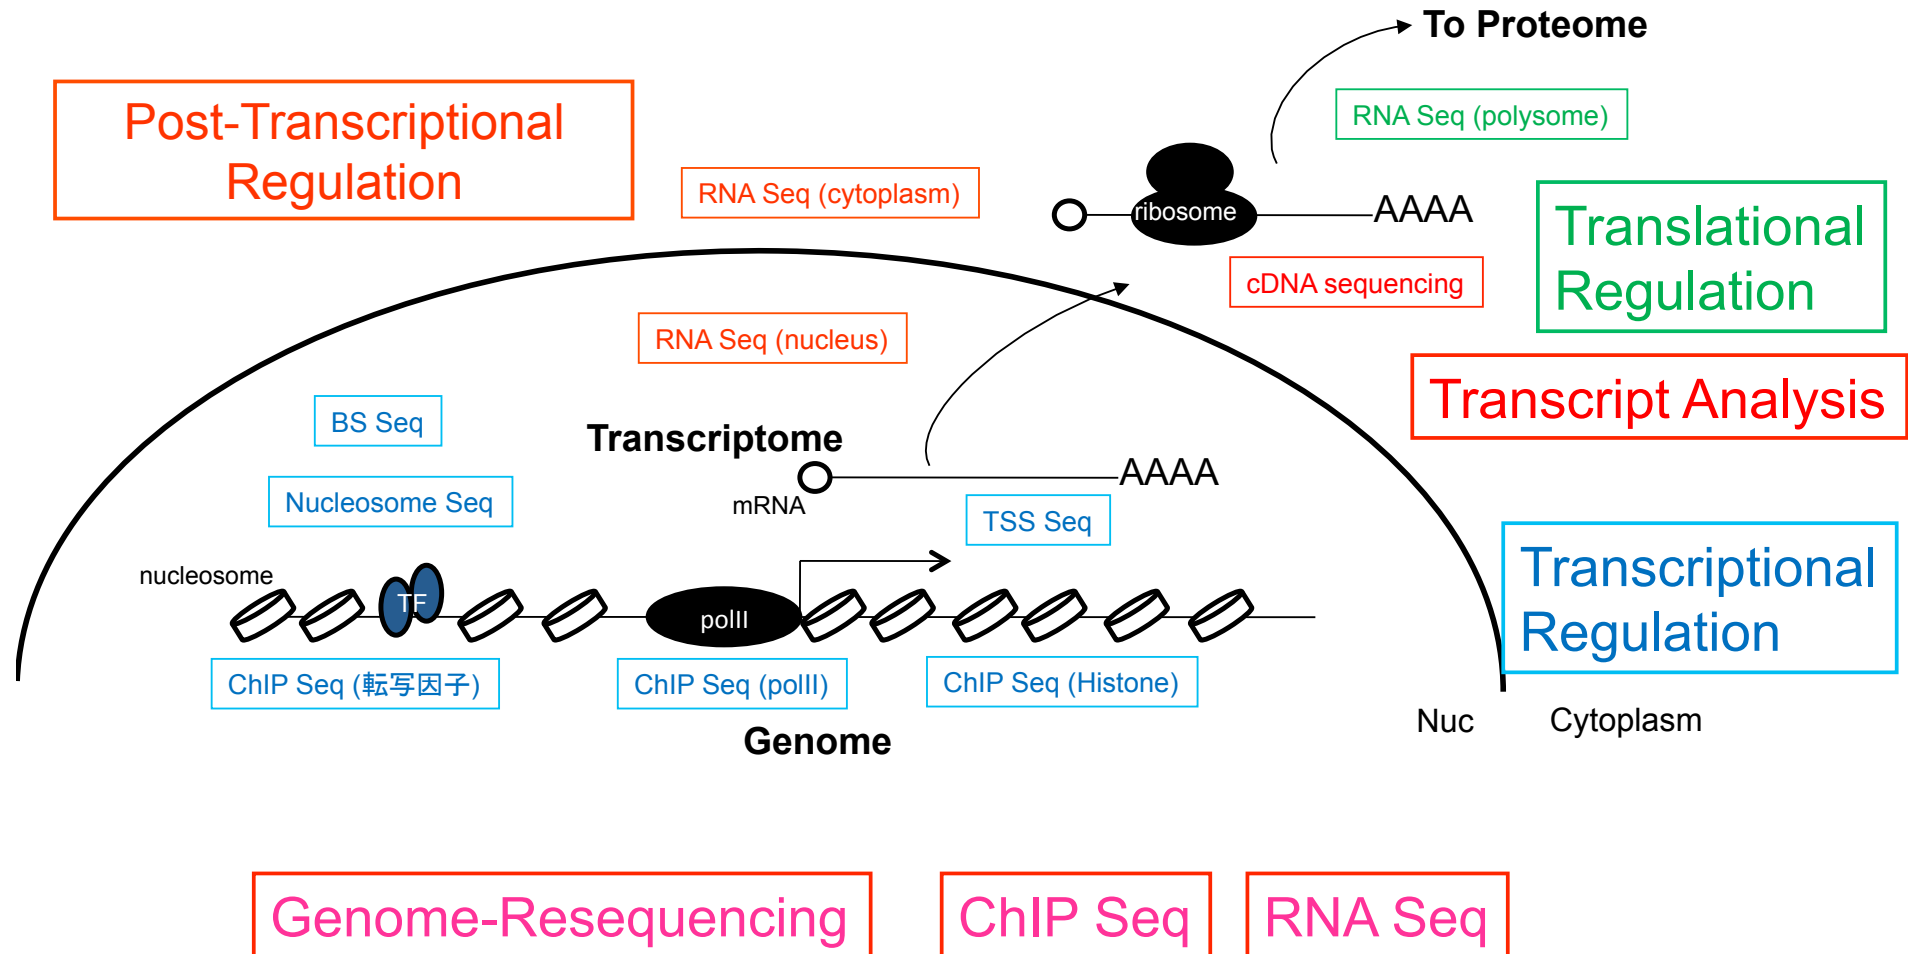 To Proteome
Post-Transcriptional
Regulation
RNA Seq (polysome)
RNA Seq (cytoplasm)
ribosome
AAAA
Translational
Regulation
cDNA sequencing
RNA Seq (nucleus)
Transcript Analysis
BS Seq
Transcriptome
AAAA
Nucleosome Seq
mRNA
TSS Seq
Transcriptional
Regulation
nucleosome
TF
polII
ChIP Seq (転写因子)
ChIP Seq (polII)
ChIP Seq (Histone)
Nuc
Cytoplasm
Genome
Genome-Resequencing
ChIP Seq
RNA Seq